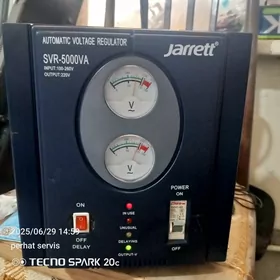 AUTOMATIC VOLTAGE REGULATOR
Jarrett
SVR-5000VA
INPUT:100-260V
OUTPUT:220V
V
V
POWER
ON
ON
IN-USE
UNUSUAL
DELAYING
OUTPUT-V
OFF
DELAY
OFF
2025/06/29 14:53
perhat servis
TECNO SPARK 20c